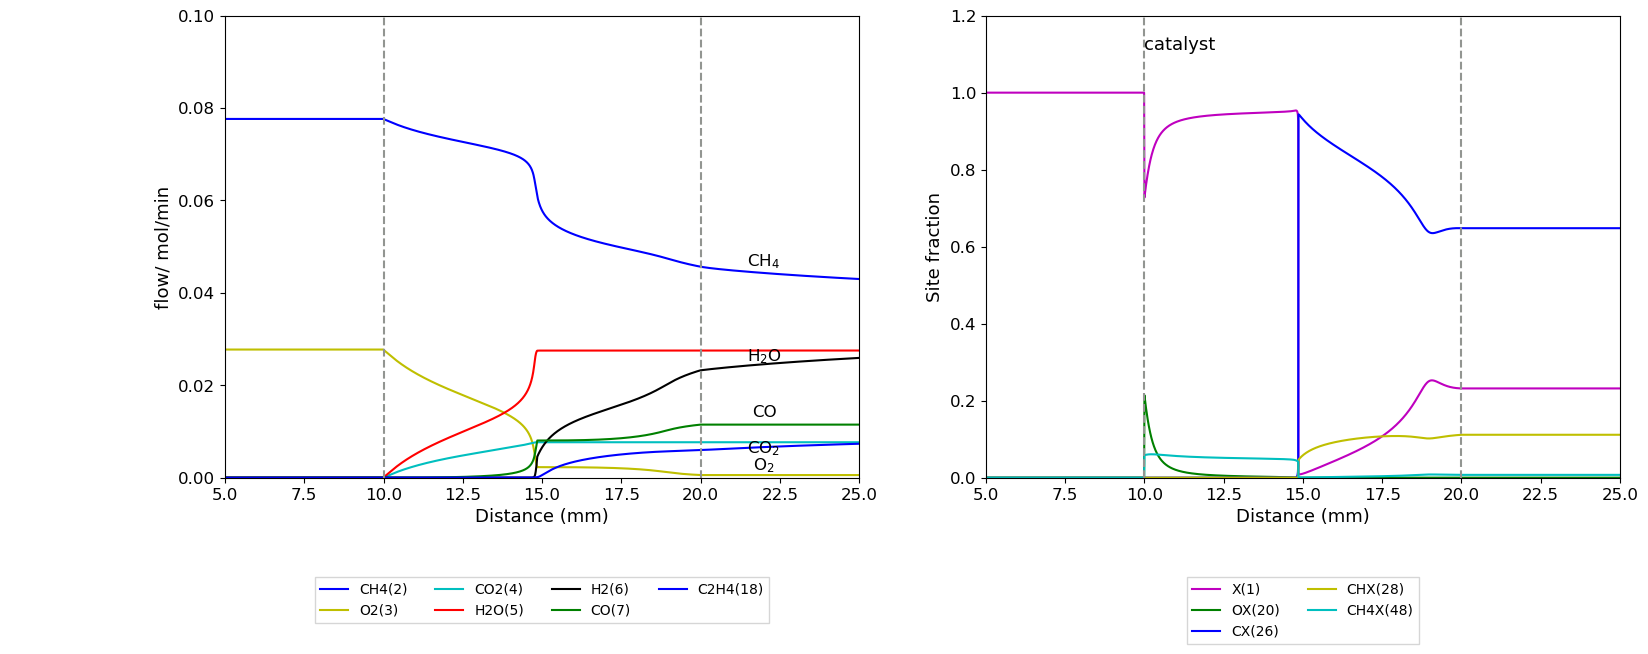 0.10
0.08
0.06
0.04
0.02
0.00
flow/ mol/min
5.0 7.5 10.0 12.5 15.0 17.5 20.0 22.5 25.0
Distance (mm)
CH₄
H₂O
CO
CO₂
O₂
CH4(2) CO2(4) H2(6) C2H4(18)
O2(3) H2O(5) CO(7)
1.2
1.0
0.8
0.6
0.4
0.2
0.0
Site fraction
catalyst
5.0 7.5 10.0 12.5 15.0 17.5 20.0 22.5 25.0
Distance (mm)
X(1) CHX(28)
OX(20) CH4X(48)
CX(26)